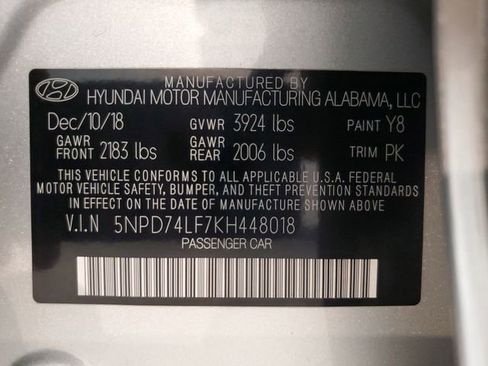 MANUFACTURED BY
HYUNDAI MOTOR MANUFACTURING ALABAMA, LLC
Dec/10/18 GVWR 3924 lbs PAINT Y8
GAWR FRONT 2183 lbs GAWR REAR 2006 lbs TRIM PK
THIS VEHICLE CONFORMS TO ALL APPLICABLE U.S.A. FEDERAL
MOTOR VEHICLE SAFETY, BUMPER, AND THEFT PREVENTION
STANDARDS IN EFFECT ON THE DATE OF MANUFACTURE SHOWN ABOVE.
V.I.N 5NPD74LF7KH448018
PASSENGER CAR